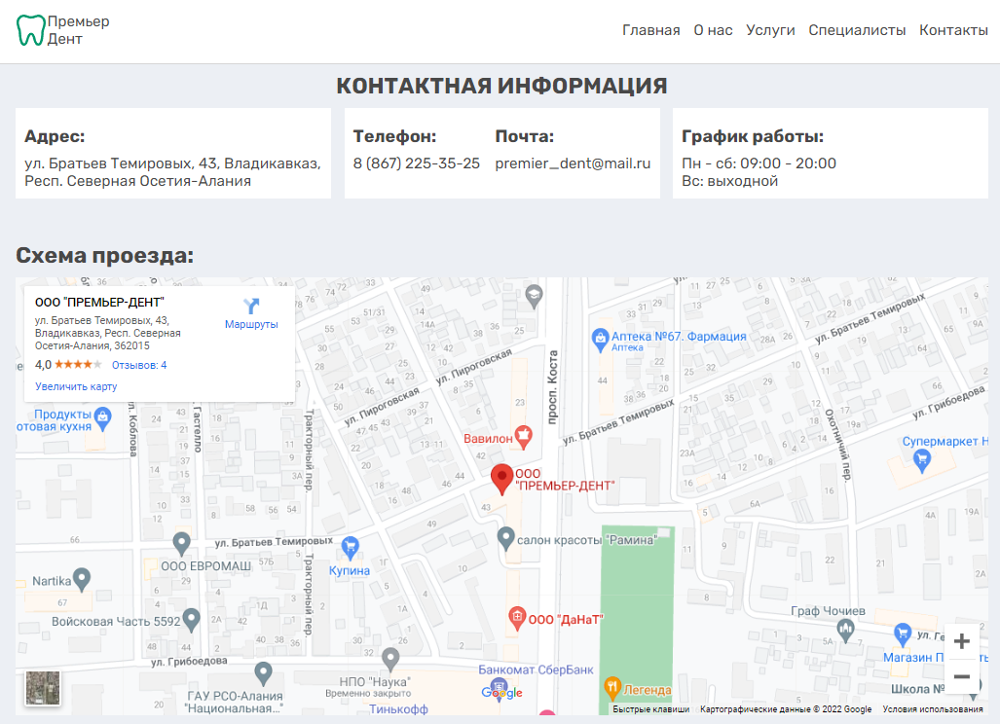 Премьер
Дент
Главная О нас Услуги Специалисты Контакты
КОНТАКТНАЯ ИНФОРМАЦИЯ
Адрес:
ул. Братьев Темировых, 43, Владикавказ,
Респ. Северная Осетия-Алания
Телефон:
8 (867) 225-35-25
Почта:
premier_dent@mail.ru
График работы:
Пн - сб: 09:00 - 20:00
Вс: выходной
Схема проезда:
ООО "ПРЕМЬЕР-ДЕНТ"
ул. Братьев Темировых, 43,
Владикавказ, Респ. Северная
Осетия-Алания, 362015
4,0
Отзывов: 4
Увеличить карту
Маршруты
Аптека №67. Фармация
Аптека
ул. Братьев Темировых
ул. Пироговская
ул. Пироговская
просп. Коста
ул. Братьев Темировых
ул. Грибоедова
Охотничий пер.
Продукты
отовая кухня
ул. Коблова
Гастелло
Тракторный пер.
Вавилон
Супермаркет Н
ООО
"ПРЕМЬЕР-ДЕНТ"
салон красоты "Рамина"
ул. Братьев Темировых
ООО ЕВРОМАШ
Купина
Тракторный пер.
Nartika
Войсковая Часть 5592
ООО "ДаНаТ"
Граф Чочиев
ул. Ге
Магазин П
ул. Грибоедова
ГАУ РСО-Алания
"Национальная...
НПО "Наука"
Временно закрыто
Тинькофф
Банкомат СберБанк
Google
Легенда
Школа №
Быстрые клавиши
Картографические данные © 2022 Google
Условия использования